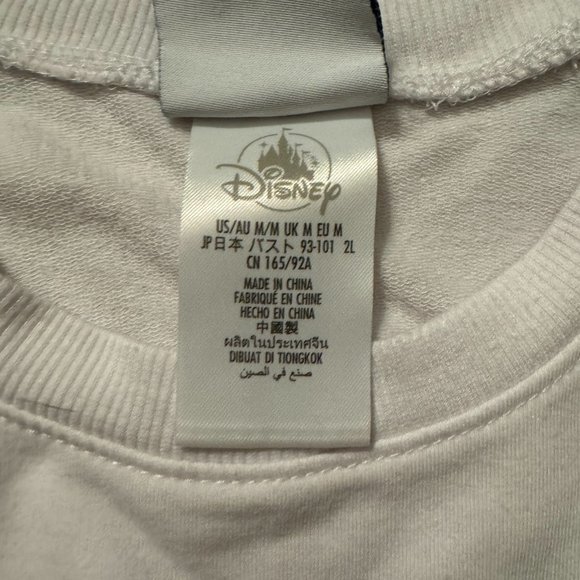 Disney
US/AU M/M UK M EU M
JP日本 バスト 93-101 2L
CN 165/92A
MADE IN CHINA
FABRIQUÉ EN CHINE
HECHO EN CHINA
中國製
ผลิตในประเทศจีน
DIBUAT DI TIONGKOK
صنع في الصين